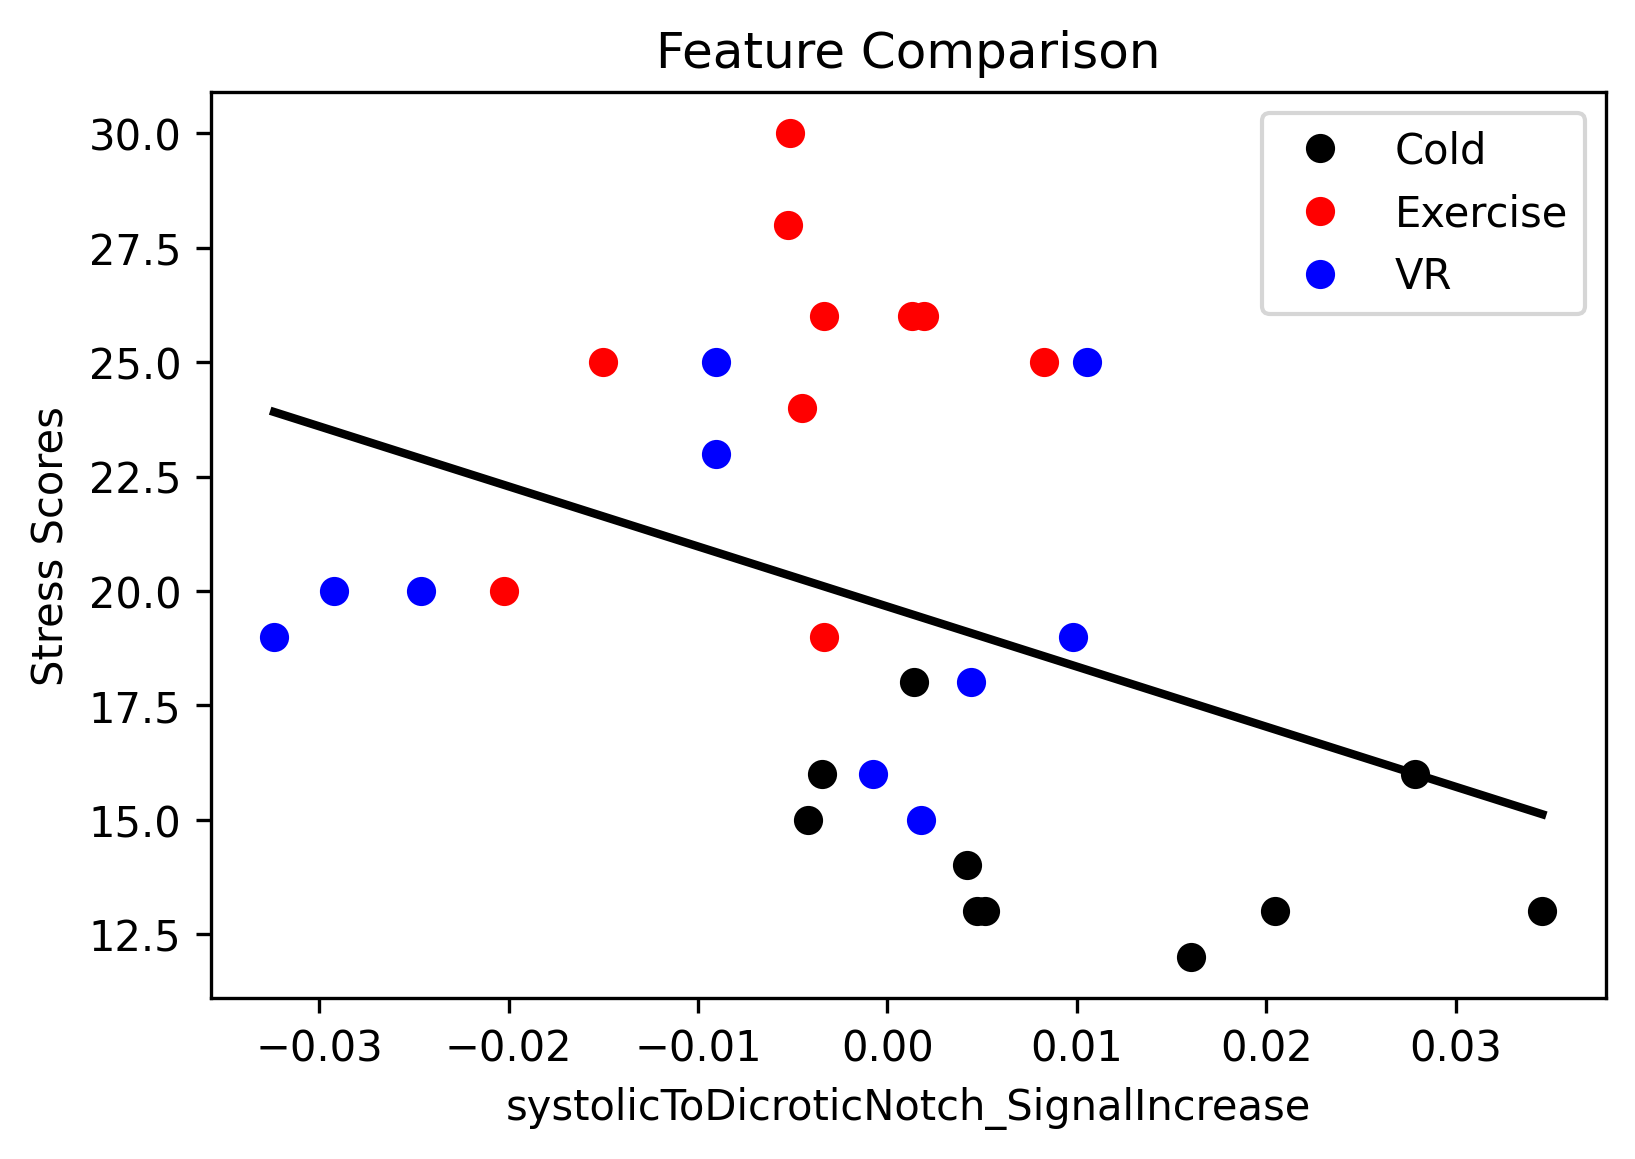 Feature Comparison
30.0
27.5
25.0
22.5
20.0
17.5
15.0
12.5
Stress Scores
Cold
Exercise
VR
−0.03 −0.02 −0.01 0.00 0.01 0.02 0.03
systolicToDicroticNotch_SignalIncrease